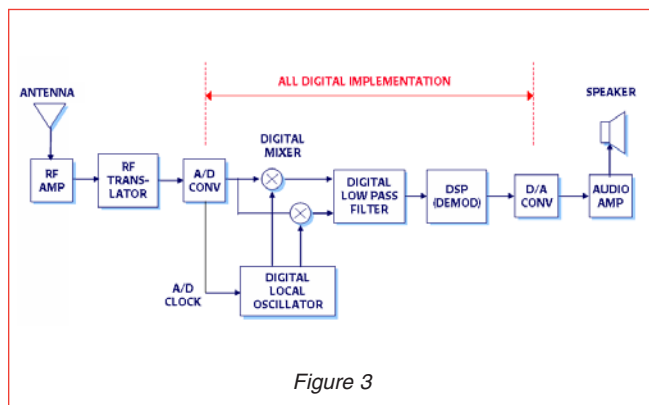 ALL DIGITAL IMPLEMENTATION
ANTENNA
SPEAKER
DIGITAL
MIXER
RF
AMP
RF
TRANS-
LATOR
A/D
CONV
DIGITAL
LOW PASS
FILTER
DSP
(DEMOD)
D/A
CONV
AUDIO
AMP
A/D
CLOCK
DIGITAL
LOCAL
OSCILLATOR
Figure 3